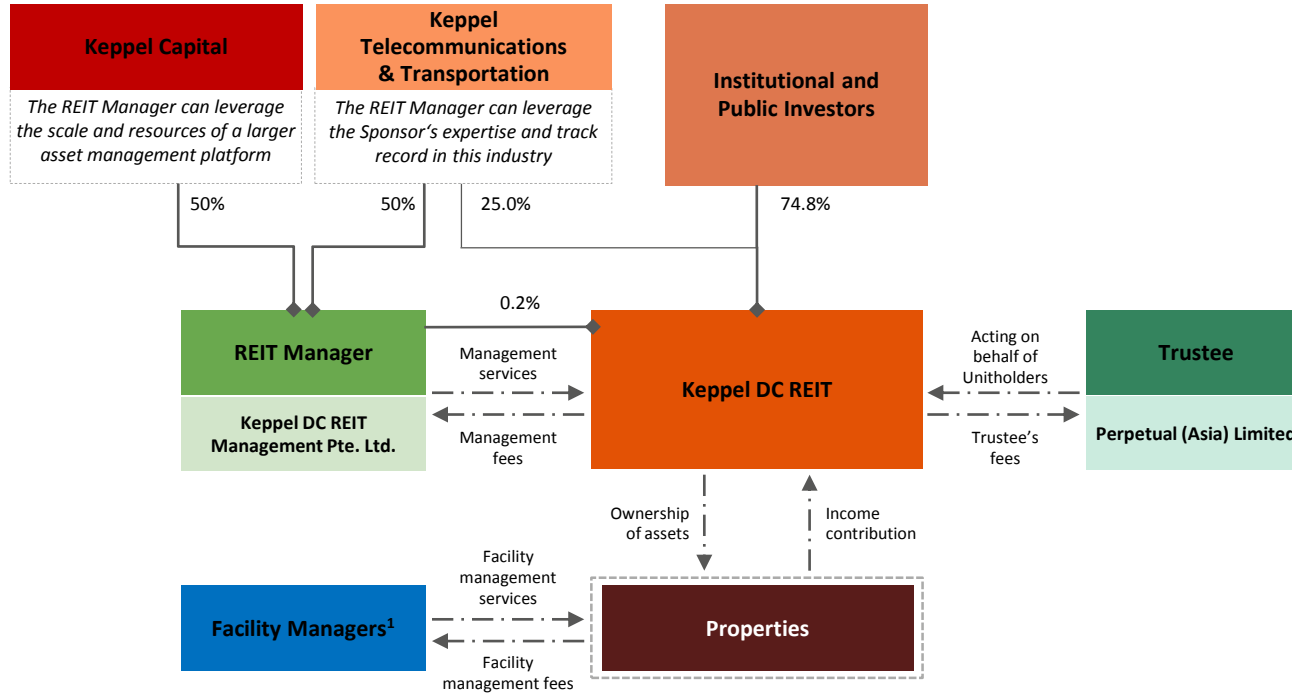 Keppel Capital
The REIT Manager can leverage
the scale and resources of a larger
asset management platform
Keppel
Telecommunications
& Transportation
The REIT Manager can leverage
the Sponsor‘s expertise and track
record in this industry
Institutional and
Public Investors
50%
50%
25.0%
74.8%
0.2%
REIT Manager
Keppel DC REIT
Management Pte. Ltd.
Management
services
Management
fees
Keppel DC REIT
Acting on
behalf of
Unitholders
Trustee’s
fees
Trustee
Perpetual (Asia) Limited
Ownership
of assets
Income
contribution
Facility Managers¹
Facility
management
services
Facility
management fees
Properties